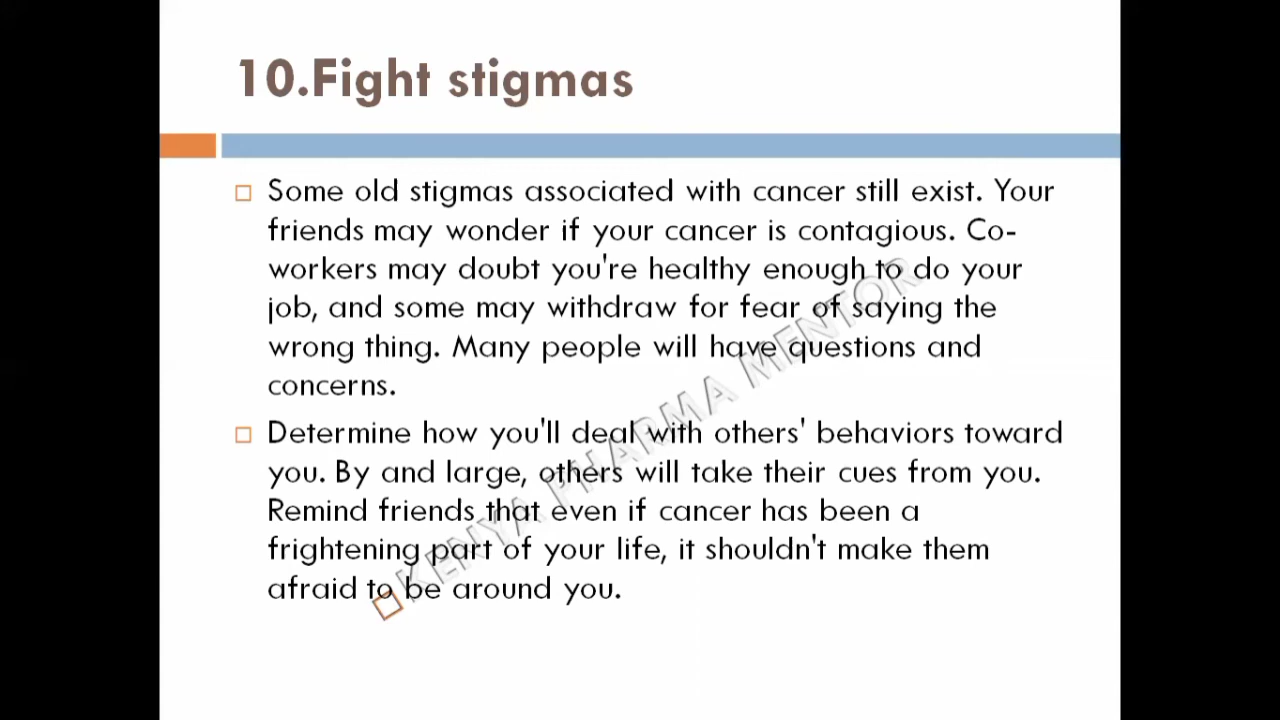 10.Fight stigmas
Some old stigmas associated with cancer still exist. Your
friends may wonder if your cancer is contagious. Co-
workers may doubt you're healthy enough to do your
job, and some may withdraw for fear of saying the
wrong thing. Many people will have questions and
concerns.
Determine how you'll deal with others' behaviors toward
you. By and large, others will take their cues from you.
Remind friends that even if cancer has been a
frightening part of your life, it shouldn't make them
afraid to be around you.
KENYA PHARMA MENTOR